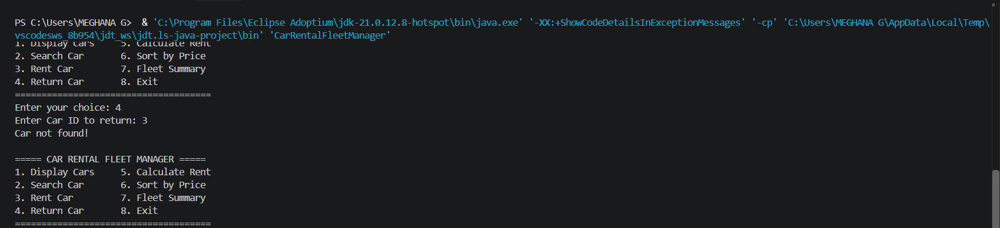 PS C:\Users\MEGHANA G>  & 'C:\Program Files\Eclipse Adoptium\jdk-21.0.12.8-hotspot\bin\java.exe' '-XX:+ShowCodeDetailsInExceptionMessages' '-cp' 'C:\Users\MEGHANA G\AppData\Local\Temp\
vscodesws_8b954\jdt_ws\jdt.ls-java-project\bin' 'CarRentalFleetManager'
1. Display Cars     5. Calculate Rent
2. Search Car       6. Sort by Price
3. Rent Car         7. Fleet Summary
4. Return Car       8. Exit
=====================================
Enter your choice: 4
Enter Car ID to return: 3
Car not found!

===== CAR RENTAL FLEET MANAGER =====
1. Display Cars     5. Calculate Rent
2. Search Car       6. Sort by Price
3. Rent Car         7. Fleet Summary
4. Return Car       8. Exit
=====================================